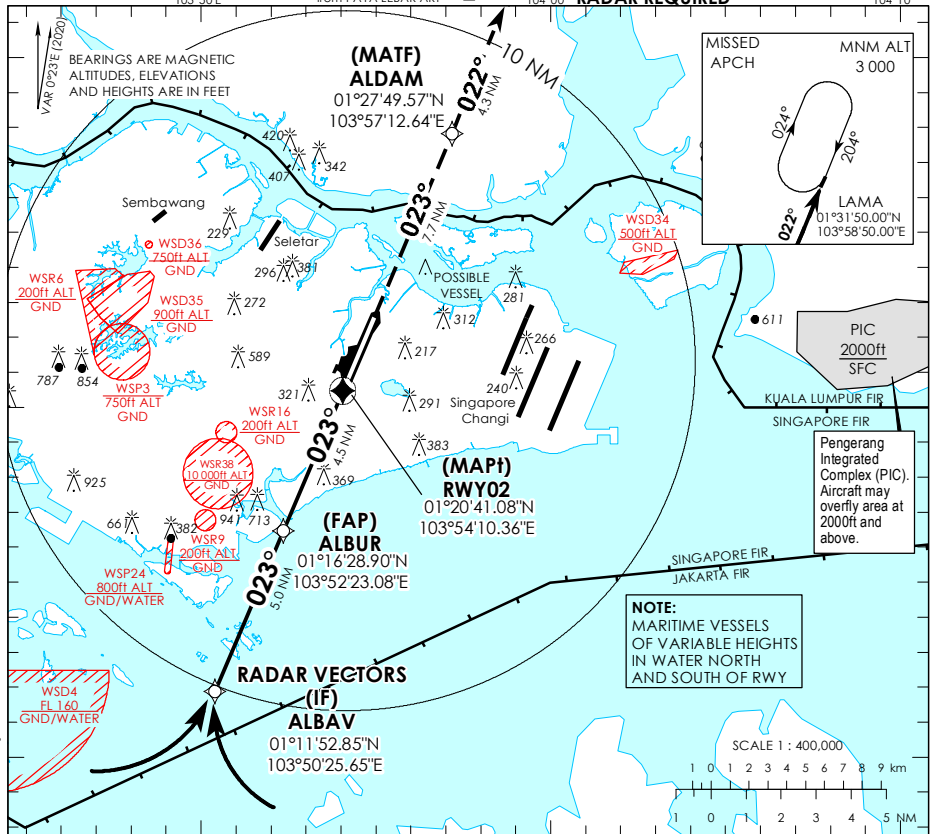 RADAR REQUIRED
VAR 0°23'E (2020)
BEARINGS ARE MAGNETIC
ALTITUDES, ELEVATIONS
AND HEIGHTS ARE IN FEET
(MATF)
ALDAM
01°27'49.57"N
103°57'12.64"E
022°
4.3 NM
10 NM
MISSED
APCH
MNM ALT
3 000
024°
204°
022°
LAMA
01°31'50.00"N
103°58'50.00"E
420
407
342
Sembawang
229
Seletar
023°
7.7 NM
WSD34
500ft ALT
GND
WSD36
750ft ALT
GND
WSR6
200ft ALT
GND
296
381
POSSIBLE
VESSEL
281
272
WSD35
900ft ALT
GND
312
611
PIC
2000ft
SFC
787
854
589
217
266
WSP3
750ft ALT
GND
321
291
240
Singapore
Changi
KUALA LUMPUR FIR
SINGAPORE FIR
WSR16
200ft ALT
GND
023°
4.5 NM
383
Pengerang
Integrated
Complex (PIC).
Aircraft may
overfly area at
2000ft and
above.
WSR38
10 000ft ALT
GND
925
369
(MAPt)
RWY02
01°20'41.08"N
103°54'10.36"E
941
713
66
382
WSR9
200ft ALT
GND
(FAP)
ALBUR
01°16'28.90"N
103°52'23.08"E
WSP24
800ft ALT
GND/WATER
023°
5.0 NM
SINGAPORE FIR
JAKARTA FIR
NOTE:
MARITIME VESSELS
OF VARIABLE HEIGHTS
IN WATER NORTH
AND SOUTH OF RWY
WSD4
FL 160
GND/WATER
RADAR VECTORS
(IF)
ALBAV
01°11'52.85"N
103°50'25.65"E
SCALE 1 : 400,000
1 0 1 2 3 4 5 6 7 8 9 km
1 0 1 2 3 4 5 NM